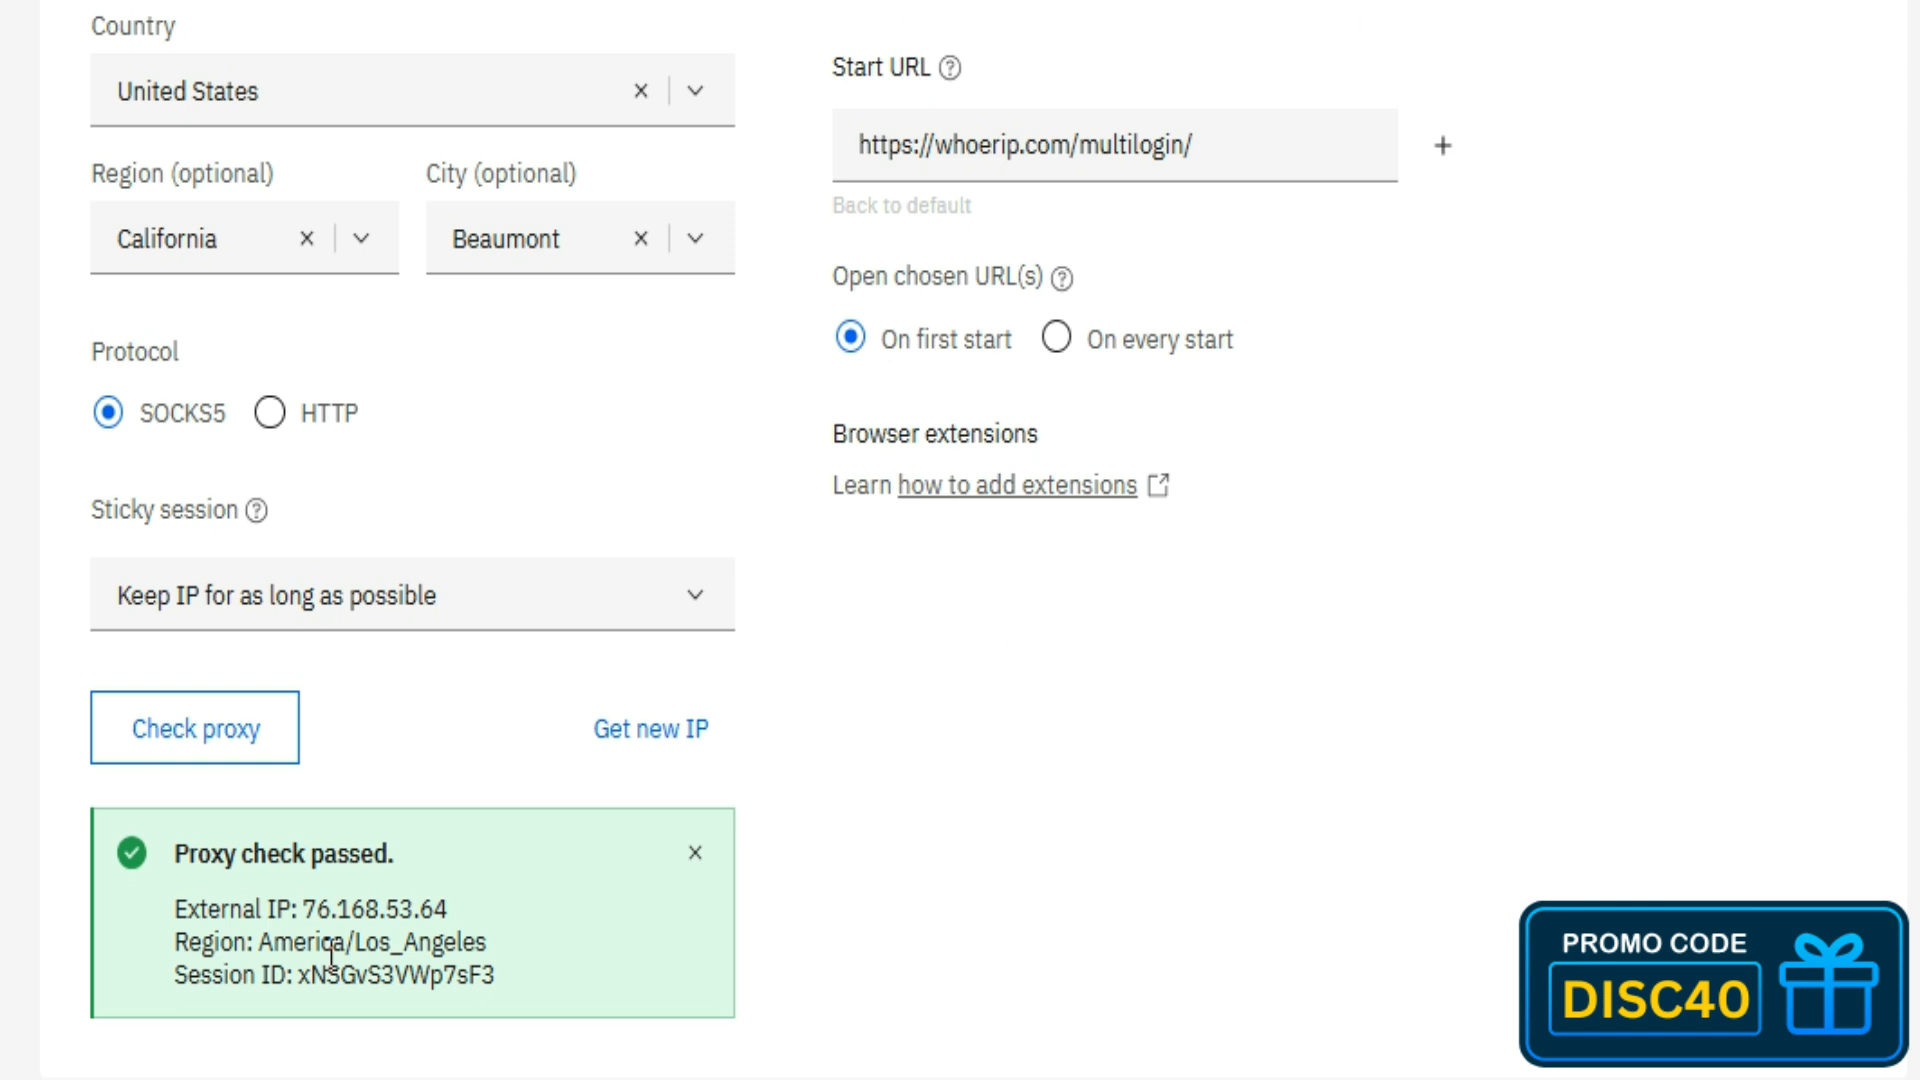 Country
United States
Region (optional)
City (optional)
California
Beaumont
Protocol
SOCKS5
HTTP
Sticky session
Keep IP for as long as possible
Check proxy
Get new IP
Proxy check passed.
External IP: 76.168.53.64
Region: America/Los_Angeles
Session ID: xNSGvS3VWp7sF3
Start URL
https://whoerip.com/multilogin/
Back to default
Open chosen URL(s)
On first start
On every start
Browser extensions
Learn how to add extensions
PROMO CODE
DISC40